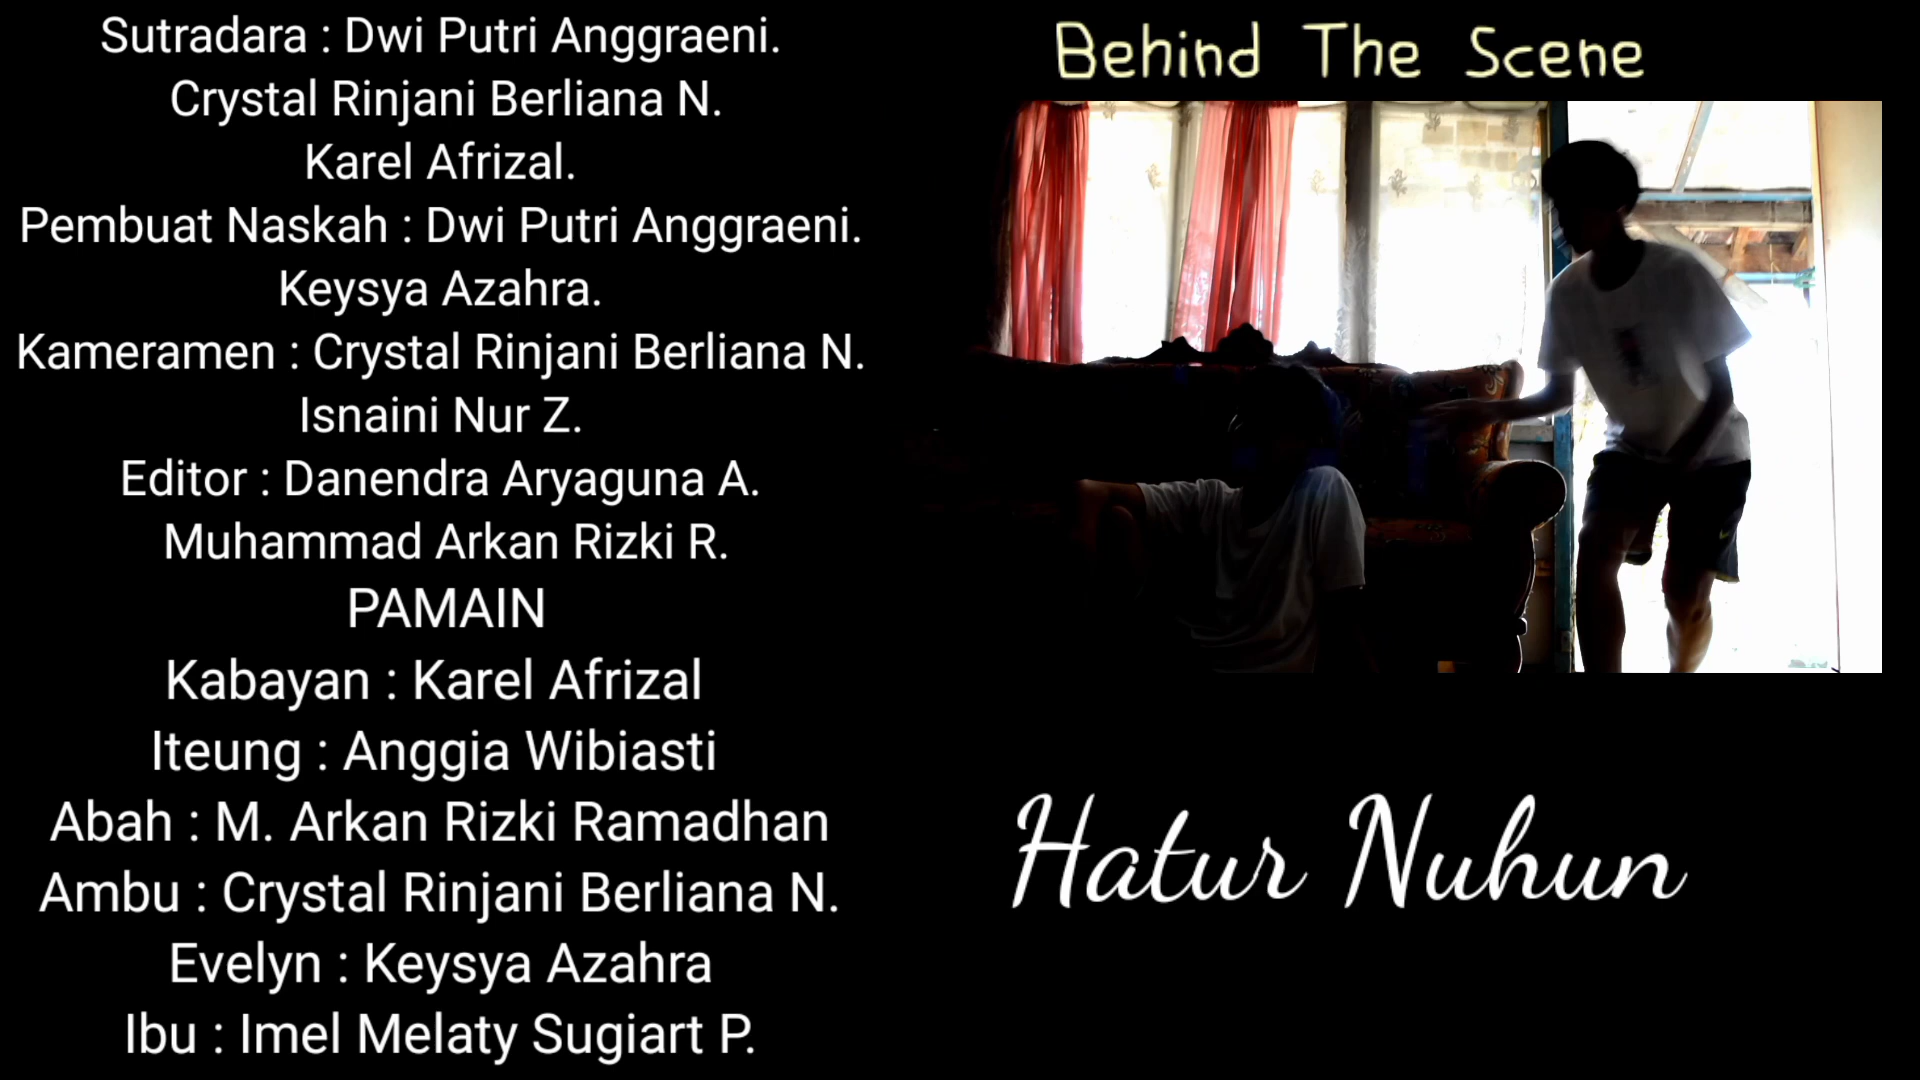 Sutradara : Dwi Putri Anggraeni.
Crystal Rinjani Berliana N.
Karel Afrizal.
Pembuat Naskah : Dwi Putri Anggraeni.
Keysya Azahra.
Kameramen : Crystal Rinjani Berliana N.
Isnaini Nur Z.
Editor : Danendra Aryaguna A.
Muhammad Arkan Rizki R.
PAMAIN
Kabayan : Karel Afrizal
Iteung : Anggia Wibiasti
Abah : M. Arkan Rizki Ramadhan
Ambu : Crystal Rinjani Berliana N.
Evelyn : Keysya Azahra
Ibu : Imel Melaty Sugiart P.
Behind The Scene
Hatur Nuhun